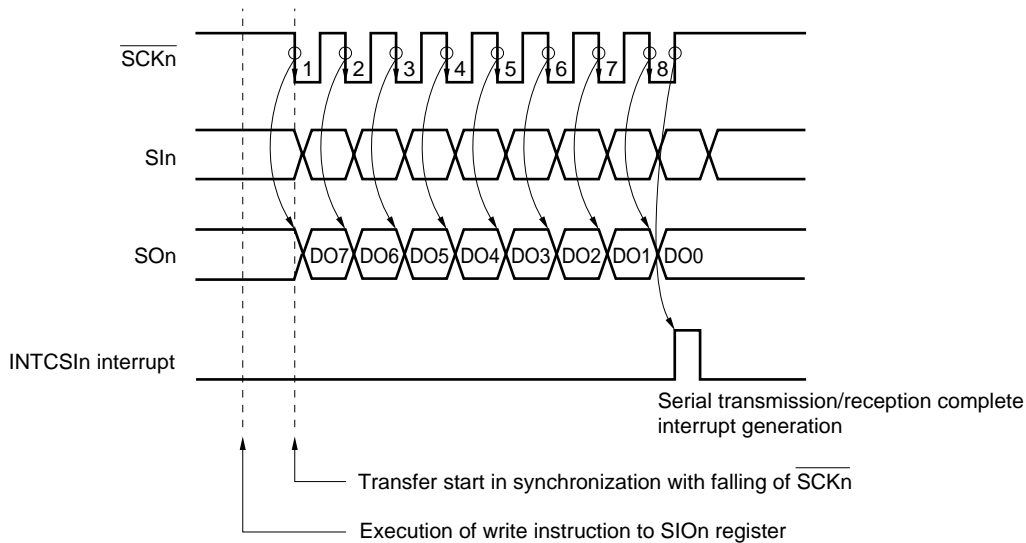 SCKn
1 2 3 4 5 6 7 8
SIn
SOn
DO7 DO6 DO5 DO4 DO3 DO2 DO1 DO0
INTCSIn interrupt
Serial transmission/reception complete
interrupt generation
Transfer start in synchronization with falling of SCKn
Execution of write instruction to SIOn register